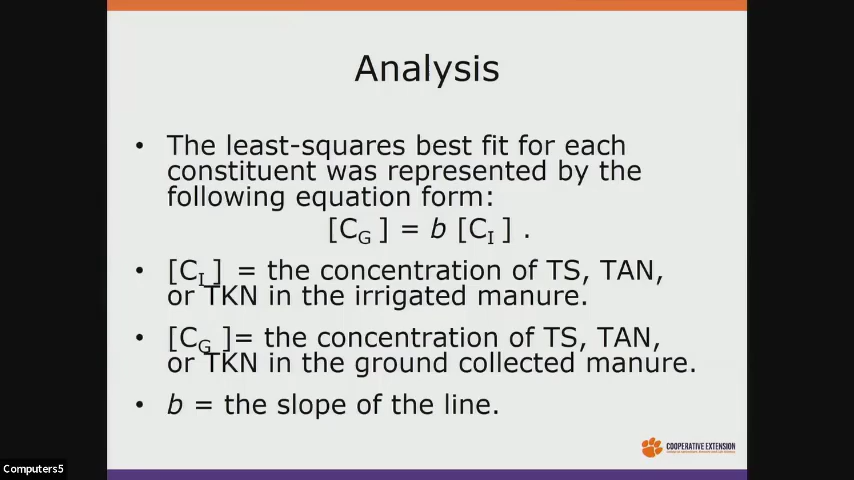 Analysis
• The least-squares best fit for each
constituent was represented by the
following equation form:
[C_G ] = b [C_I ] .
• [C_I ] = the concentration of TS, TAN,
or TKN in the irrigated manure.
• [C_G ]= the concentration of TS, TAN,
or TKN in the ground collected manure.
• b = the slope of the line.
COOPERATIVE EXTENSION
Computers5